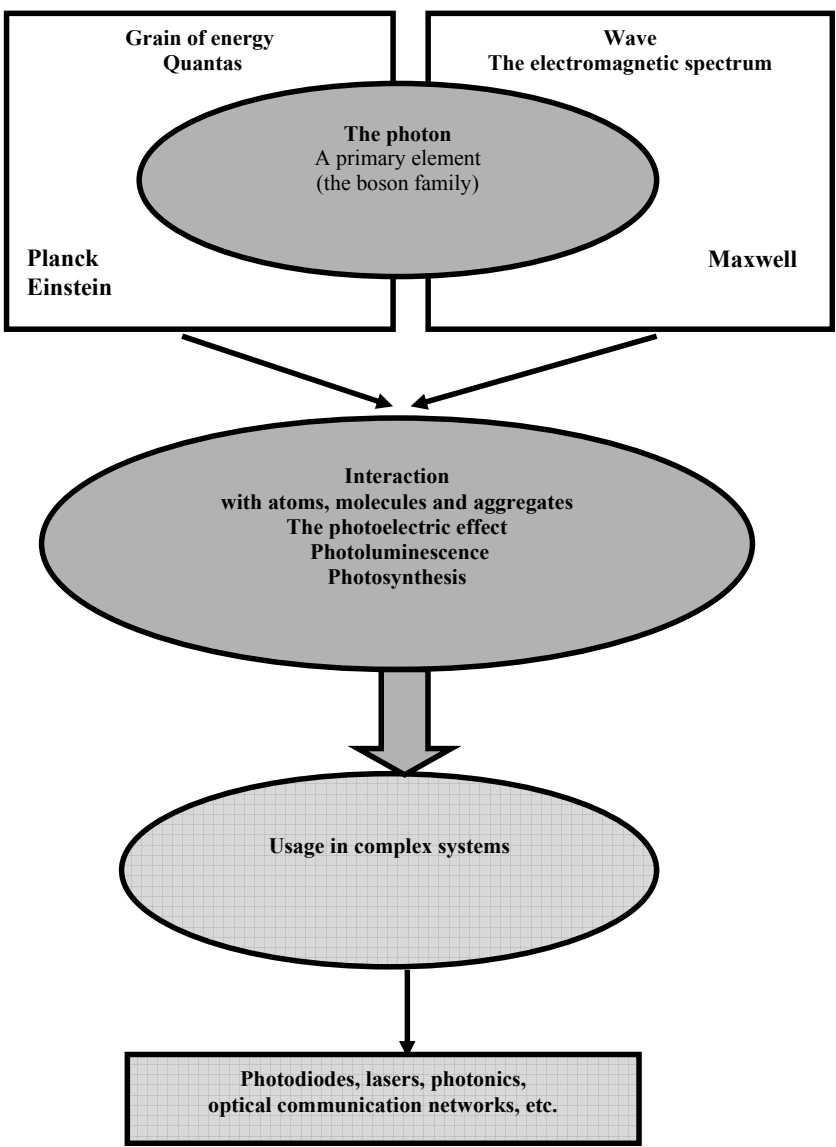 Grain of energy
Quantas
Wave
The electromagnetic spectrum
The photon
A primary element
(the boson family)
Planck
Einstein
Maxwell
Interaction
with atoms, molecules and aggregates
The photoelectric effect
Photoluminescence
Photosynthesis
Usage in complex systems
Photodiodes, lasers, photonics,
optical communication networks, etc.